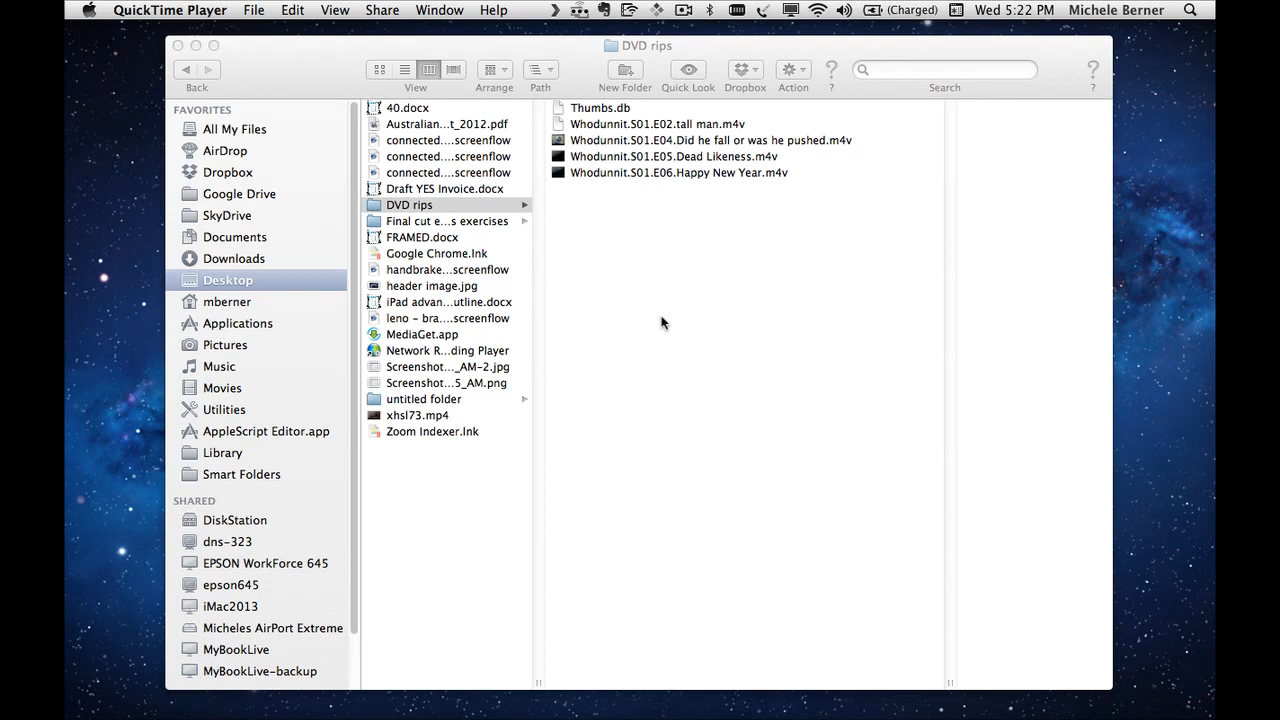 QuickTime Player File Edit View Share Window Help (Charged) Wed 5:22 PM Michele Berner
DVD rips
Back View Arrange Path New Folder Quick Look Dropbox Action ? Search ?
FAVORITES
All My Files
AirDrop
Dropbox
Google Drive
SkyDrive
Documents
Downloads
Desktop
mberner
Applications
Pictures
Music
Movies
Utilities
AppleScript Editor.app
Library
Smart Folders
SHARED
DiskStation
dns-323
EPSON WorkForce 645
epson645
iMac2013
Micheles AirPort Extreme
MyBookLive
MyBookLive-backup
40.docx
Australian...t_2012.pdf
connected....screenflow
connected....screenflow
connected....screenflow
Draft YES Invoice.docx
DVD rips
Final cut e...s exercises
FRAMED.docx
Google Chrome.lnk
handbrake...screenflow
header image.jpg
iPad advan...utline.docx
leno - bra....screenflow
MediaGet.app
Network R...ding Player
Screenshot..._AM-2.jpg
Screenshot...5_AM.png
untitled folder
xhsl73.mp4
Zoom Indexer.lnk
Thumbs.db
Whodunnit.S01.E02.tall man.m4v
Whodunnit.S01.E04.Did he fall or was he pushed.m4v
Whodunnit.S01.E05.Dead Likeness.m4v
Whodunnit.S01.E06.Happy New Year.m4v